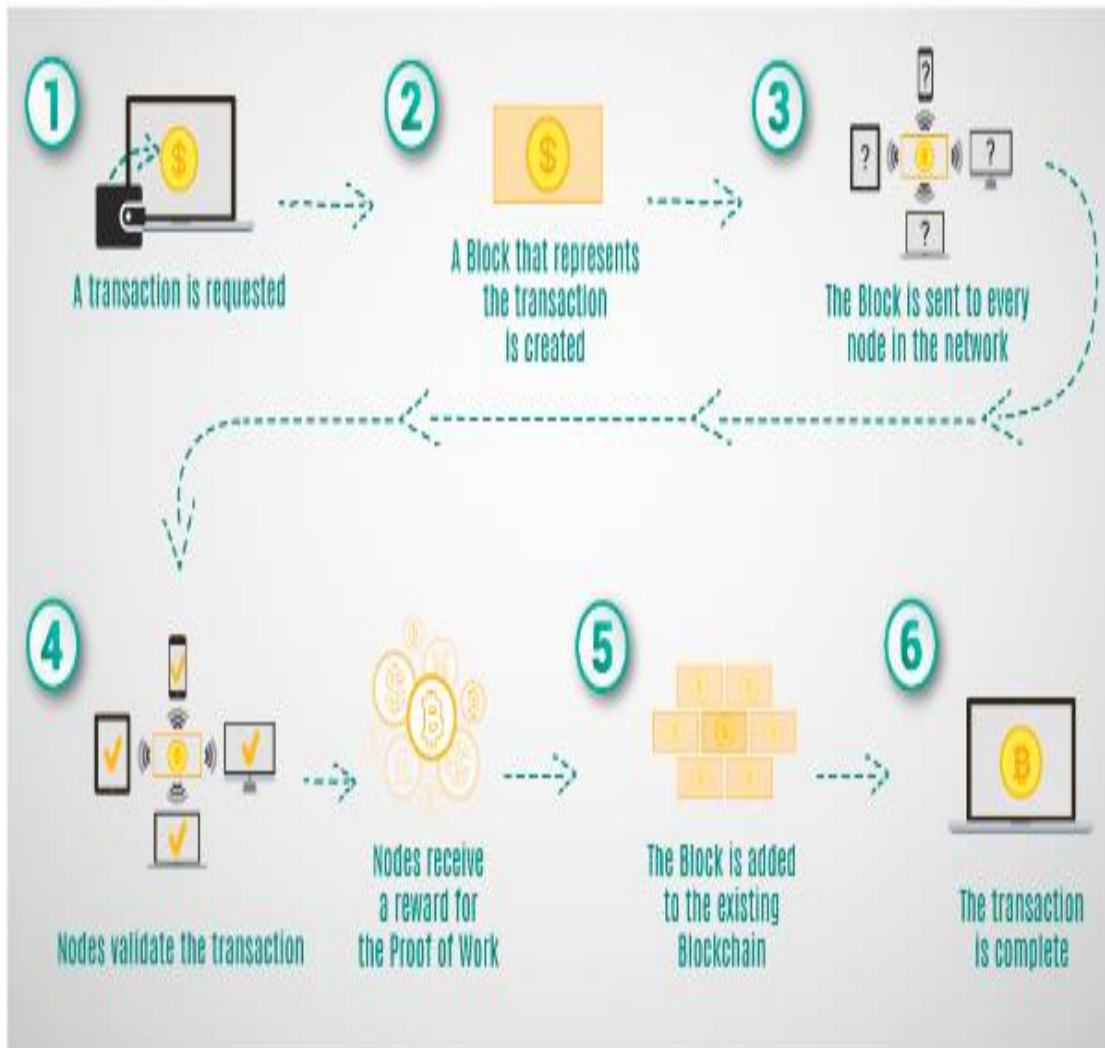 1
A transaction is requested
2
A Block that represents
the transaction
is created
3
The Block is sent to every
node in the network
4
Nodes validate the transaction
Nodes receive
a reward for
the Proof of Work
5
The Block is added
to the existing
Blockchain
6
The transaction
is complete